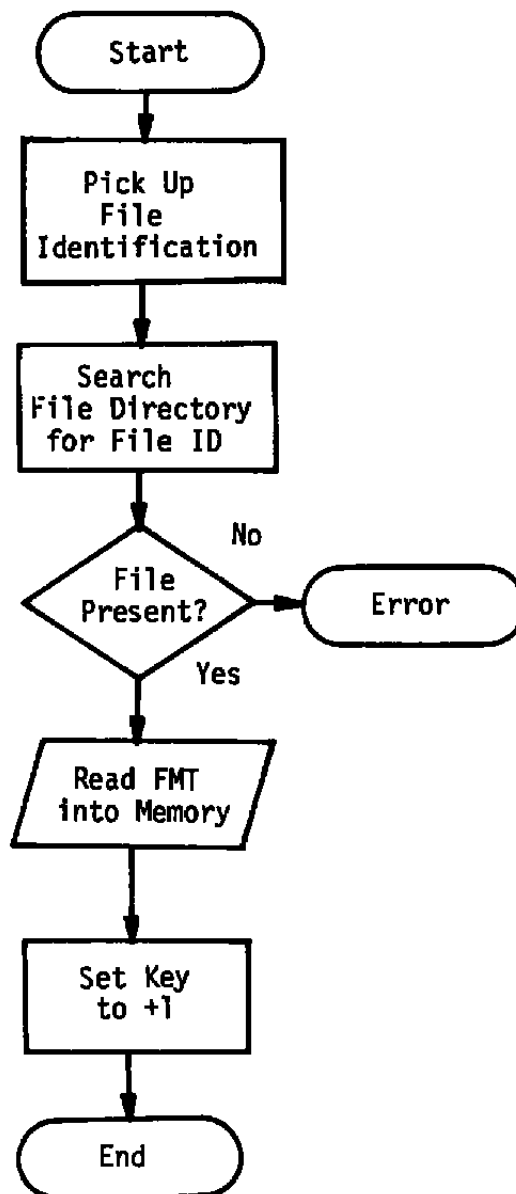 Start
Pick Up
File
Identification
Search
File Directory
for File ID
No
File
Present?
Error
Yes
Read FMT
into Memory
Set Key
to +1
End